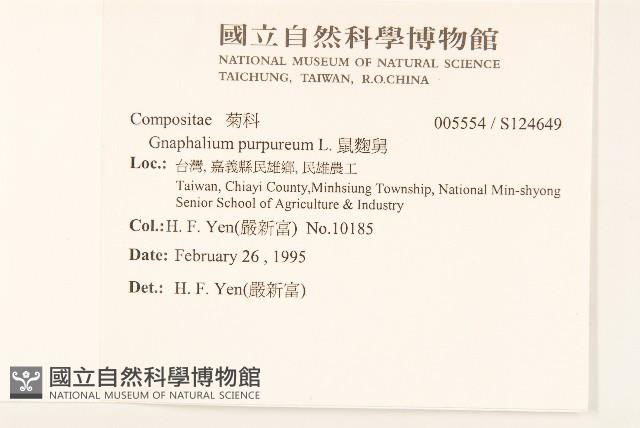 國立自然科學博物館
NATIONAL MUSEUM OF NATURAL SCIENCE
TAICHUNG, TAIWAN, R.O.CHINA
Compositae 菊科 005554 / S124649
Gnaphalium purpureum L. 鼠麴舅
Loc.: 台灣, 嘉義縣民雄鄉, 民雄農工
Taiwan, Chiayi County,Minhsiung Township, National Min-shyong
Senior School of Agriculture & Industry
Col.:H. F. Yen(嚴新富) No.10185
Date: February 26 , 1995
Det.: H. F. Yen(嚴新富)
國立自然科學博物館
NATIONAL MUSEUM OF NATURAL SCIENCE